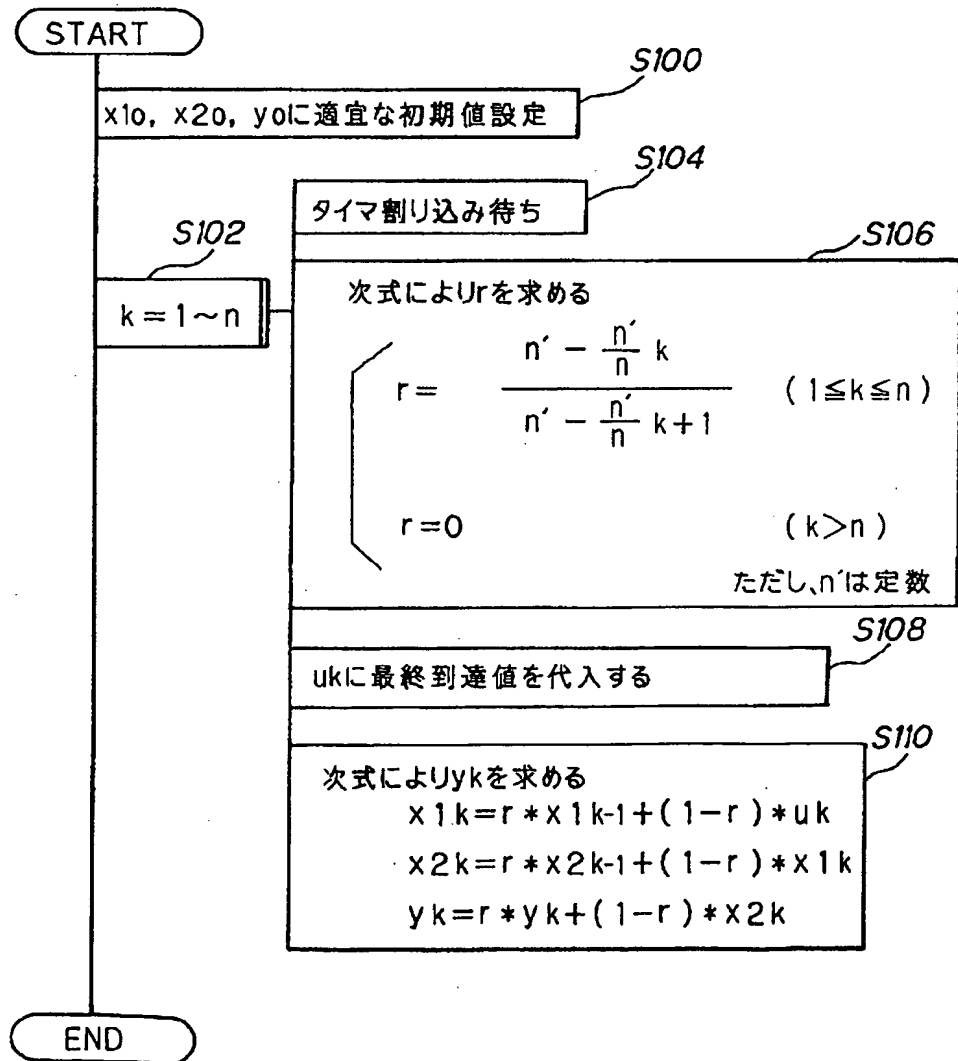 START
S100
x1o, x2o, yoに適宜な初期値設定
S104
タイマ割り込み待ち
S102
k=1~n
S106
次式によりrを求める
r= n′ - n′/n k / n′ - n′/n k+1 (1≦k≦n)
r=0 (k>n)
ただし、n′は定数
S108
ukに最終到達値を代入する
S110
次式によりykを求める
x1k=r*x1k-1+(1-r)*uk
x2k=r*x2k-1+(1-r)*x1k
yk=r*yk+(1-r)*x2k
END